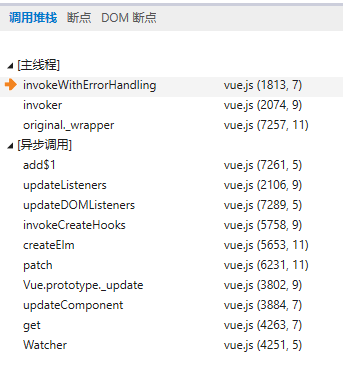 调用堆栈 断点 DOM 断点
[主线程]
invokeWithErrorHandling vue.js (1813, 7)
invoker vue.js (2074, 9)
original._wrapper vue.js (7257, 11)
[异步调用]
add$1 vue.js (7261, 5)
updateListeners vue.js (2106, 9)
updateDOMListeners vue.js (7289, 5)
invokeCreateHooks vue.js (5758, 9)
createElm vue.js (5653, 11)
patch vue.js (6231, 11)
Vue.prototype._update vue.js (3802, 9)
updateComponent vue.js (3884, 7)
get vue.js (4263, 7)
Watcher vue.js (4251, 5)